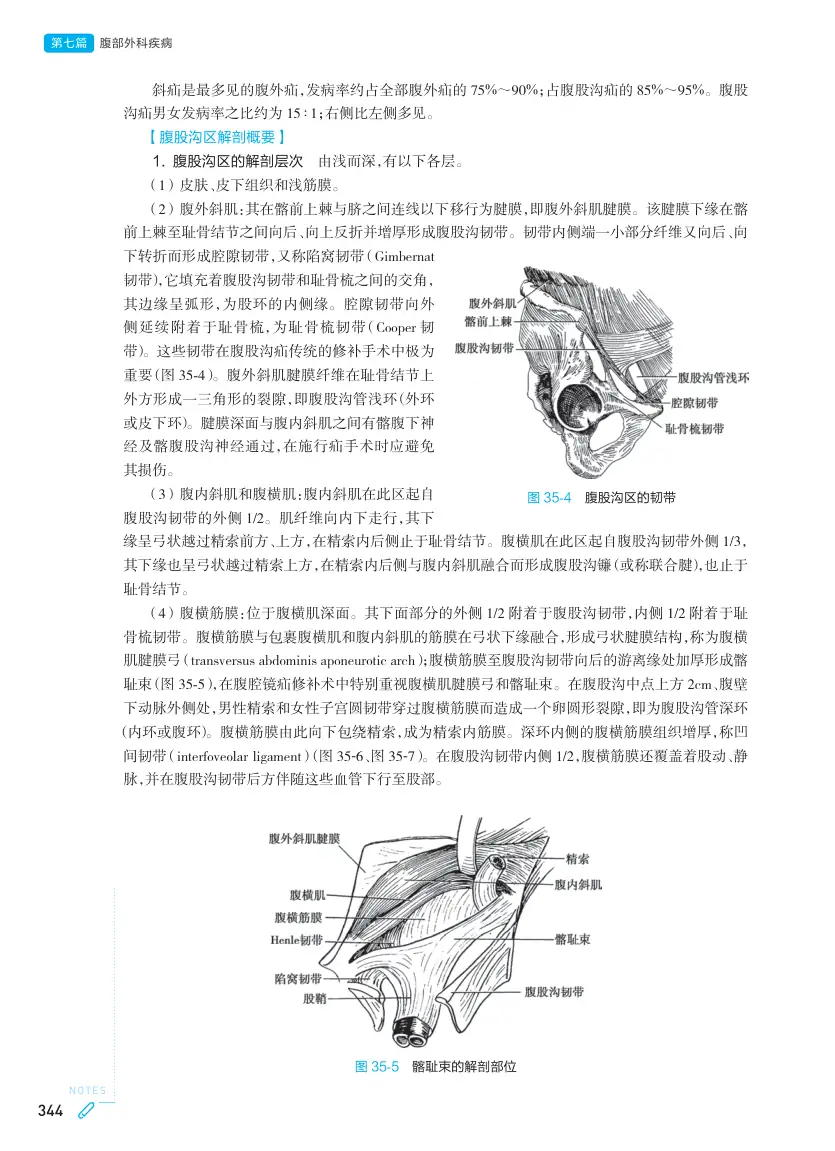 第七篇 腹部外科疾病
斜疝是最多见的腹外疝,发病率约占全部腹外疝的 75%～90%;占腹股沟疝的 85%～95%。腹股
沟疝男女发病率之比约为 15∶1;右侧比左侧多见。
【腹股沟区解剖概要】
1. 腹股沟区的解剖层次 由浅而深,有以下各层。
（1）皮肤、皮下组织和浅筋膜。
（2）腹外斜肌:其在髂前上棘与脐之间连线以下移行为腱膜,即腹外斜肌腱膜。该腱膜下缘在髂
前上棘至耻骨结节之间向后、向上反折并增厚形成腹股沟韧带。韧带内侧端一小部分纤维又向后、向
下转折而形成腔隙韧带,又称陷窝韧带(Gimbernat
韧带),它填充着腹股沟韧带和耻骨梳之间的交角,
其边缘呈弧形,为股环的内侧缘。腔隙韧带向外
侧延续附着于耻骨梳,为耻骨梳韧带(Cooper 韧
带)。这些韧带在腹股沟疝传统的修补手术中极为
重要(图 35-4)。腹外斜肌腱膜纤维在耻骨结节上
外方形成一三角形的裂隙,即腹股沟管浅环(外环
或皮下环)。腱膜深面与腹内斜肌之间有髂腹下神
经及髂腹股沟神经通过,在施行疝手术时应避免
其损伤。
腹外斜肌
髂前上棘
腹股沟韧带
腹股沟管浅环
腔隙韧带
耻骨梳韧带
图 35-4 腹股沟区的韧带
（3）腹内斜肌和腹横肌:腹内斜肌在此区起自
腹股沟韧带的外侧 1/2。肌纤维向内下走行,其下
缘呈弓状越过精索前方、上方,在精索内后侧止于耻骨结节。腹横肌在此区起自腹股沟韧带外侧 1/3,
其下缘也呈弓状越过精索上方,在精索内后侧与腹内斜肌融合而形成腹股沟镰(或称联合腱),也止于
耻骨结节。
（4）腹横筋膜:位于腹横肌深面。其下面部分的外侧 1/2 附着于腹股沟韧带,内侧 1/2 附着于耻
骨梳韧带。腹横筋膜与包裹腹横肌和腹内斜肌的筋膜在弓状下缘融合,形成弓状腱膜结构,称为腹横
肌腱膜弓(transversus abdominis aponeurotic arch);腹横筋膜至腹股沟韧带向后的游离缘处加厚形成髂
耻束(图 35-5),在腹腔镜疝修补术中特别重视腹横肌腱膜弓和髂耻束。在腹股沟中点上方 2cm、腹壁
下动脉外侧处,男性精索和女性子宫圆韧带穿过腹横筋膜而造成一个卵圆形裂隙,即为腹股沟管深环
(内环或腹环)。腹横筋膜由此向下包绕精索,成为精索内筋膜。深环内侧的腹横筋膜组织增厚,称凹
间韧带(interfoveolar ligament)(图 35-6、图 35-7)。在腹股沟韧带内侧 1/2,腹横筋膜还覆盖着股动、静
脉,并在腹股沟韧带后方伴随这些血管下行至股部。
腹外斜肌腱膜
腹横肌
腹横筋膜
Henle韧带
陷窝韧带
股鞘
精索
腹内斜肌
髂耻束
腹股沟韧带
图 35-5 髂耻束的解剖部位
NOTES
344